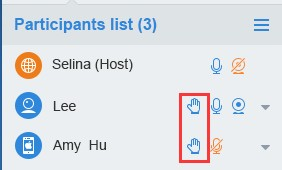 Participants list (3)
Selina (Host)
Lee
Amy Hu